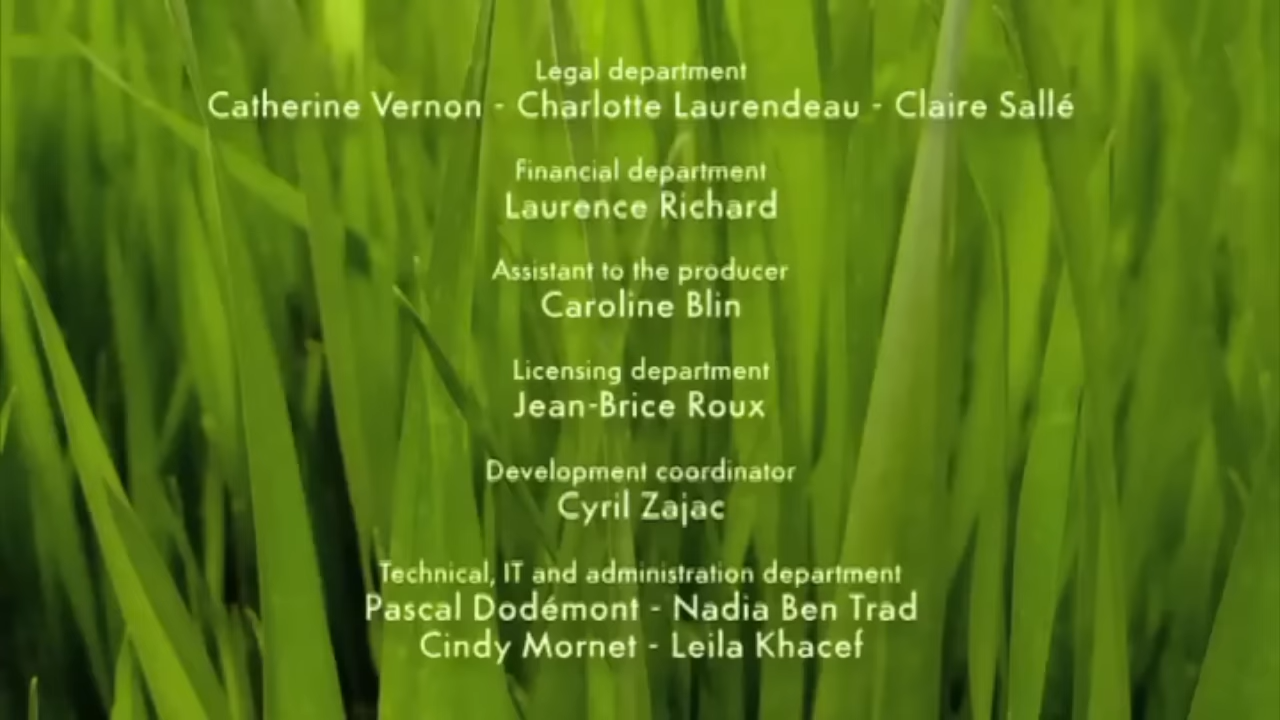 Legal department
Catherine Vernon - Charlotte Laurendeau - Claire Sallé
Financial department
Laurence Richard
Assistant to the producer
Caroline Blin
Licensing department
Jean-Brice Roux
Development coordinator
Cyril Zajac
Technical, IT and administration department
Pascal Dodémont - Nadia Ben Trad
Cindy Mornet - Leila Khacef